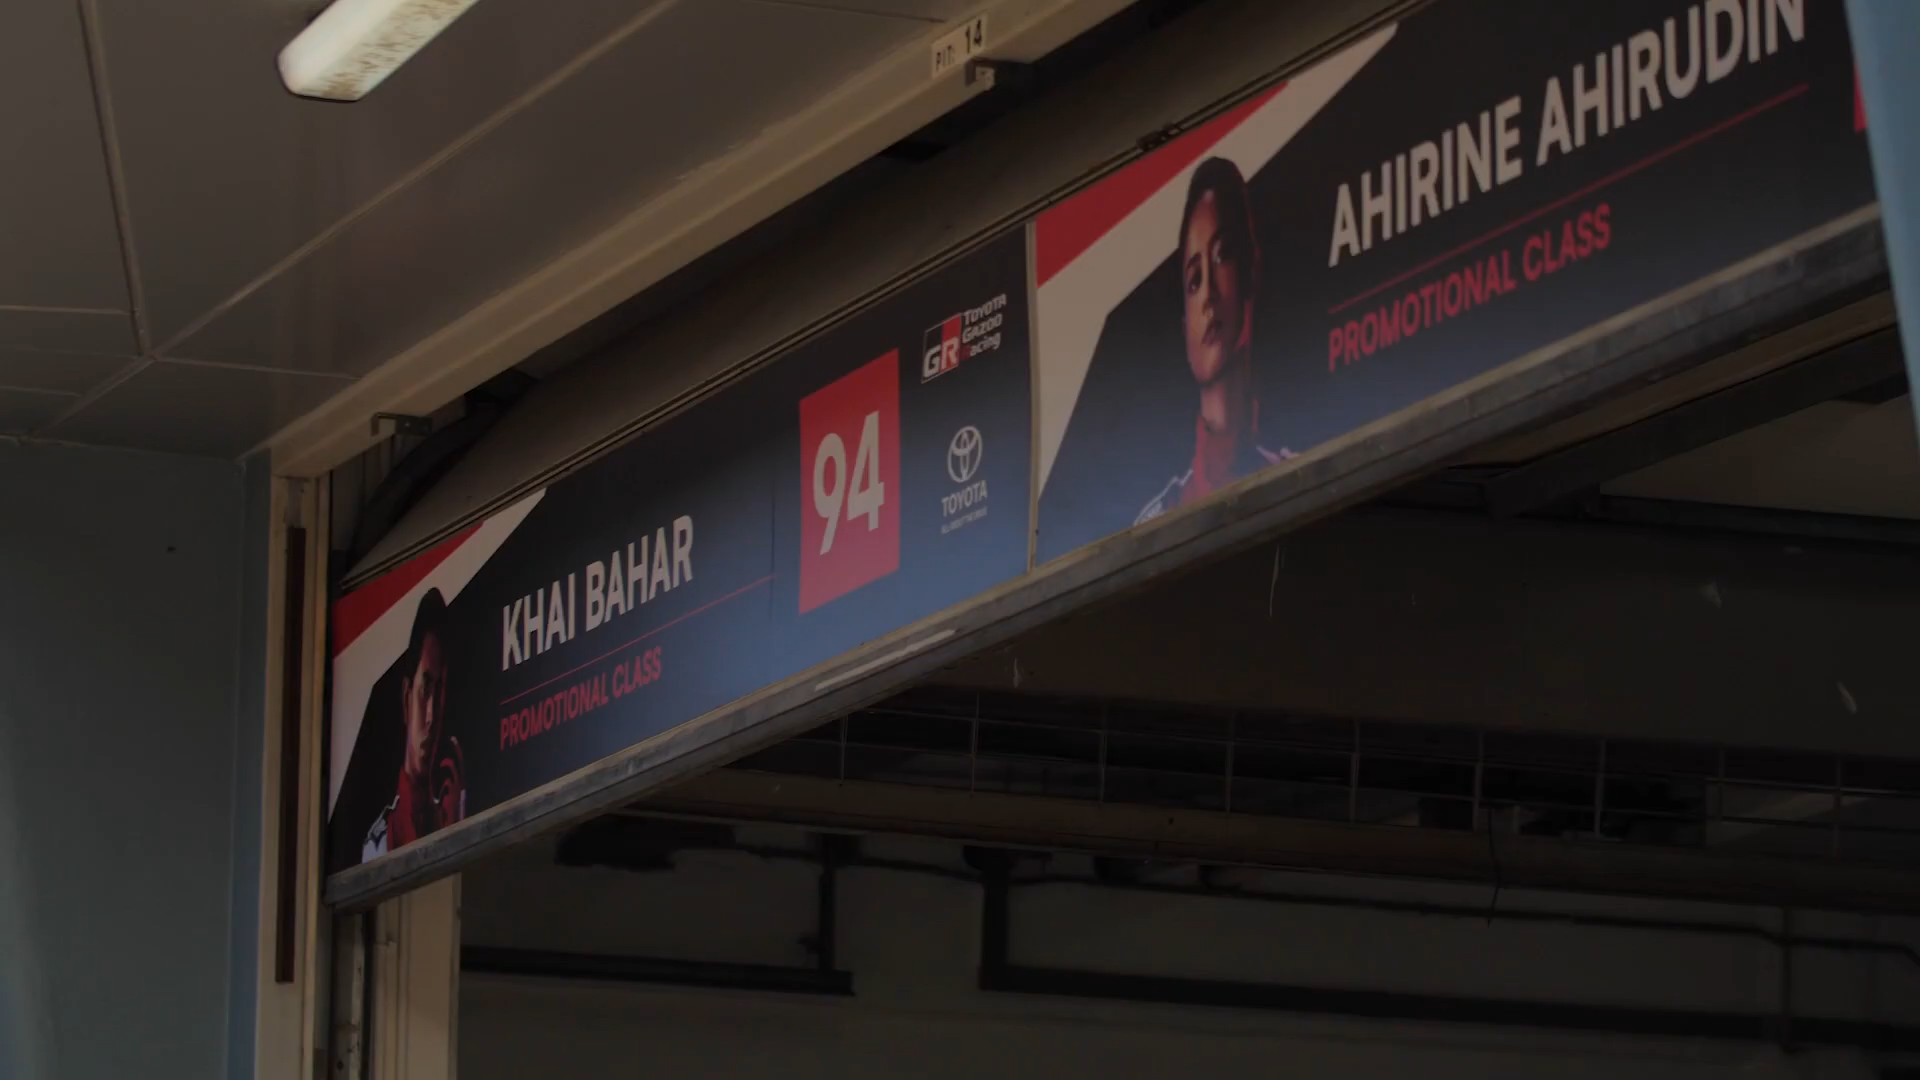 PIT: 14
KHAI BAHAR
PROMOTIONAL CLASS
94
GR
TOYOTA
GAZOO
Racing
TOYOTA
AHIRINE AHIRUDIN
PROMOTIONAL CLASS